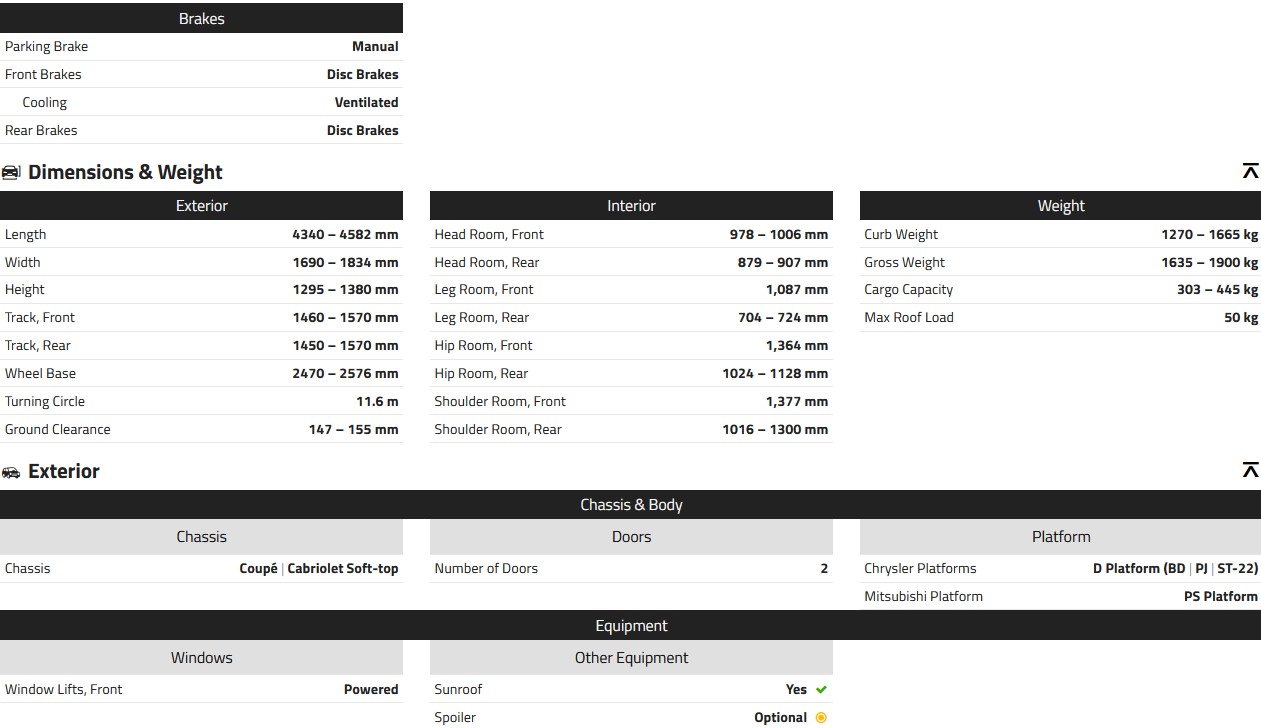 Brakes
Parking Brake Manual
Front Brakes Disc Brakes
Cooling Ventilated
Rear Brakes Disc Brakes
Dimensions & Weight
Exterior
Length 4340 – 4582 mm
Width 1690 – 1834 mm
Height 1295 – 1380 mm
Track, Front 1460 – 1570 mm
Track, Rear 1450 – 1570 mm
Wheel Base 2470 – 2576 mm
Turning Circle 11.6 m
Ground Clearance 147 – 155 mm
Interior
Head Room, Front 978 – 1006 mm
Head Room, Rear 879 – 907 mm
Leg Room, Front 1,087 mm
Leg Room, Rear 704 – 724 mm
Hip Room, Front 1,364 mm
Hip Room, Rear 1024 – 1128 mm
Shoulder Room, Front 1,377 mm
Shoulder Room, Rear 1016 – 1300 mm
Weight
Curb Weight 1270 – 1665 kg
Gross Weight 1635 – 1900 kg
Cargo Capacity 303 – 445 kg
Max Roof Load 50 kg
Exterior
Chassis & Body
Chassis
Chassis Coupé | Cabriolet Soft-top
Doors
Number of Doors 2
Platform
Chrysler Platforms D Platform (BD | PJ | ST-22)
Mitsubishi Platform PS Platform
Equipment
Windows
Window Lifts, Front Powered
Other Equipment
Sunroof Yes
Spoiler Optional